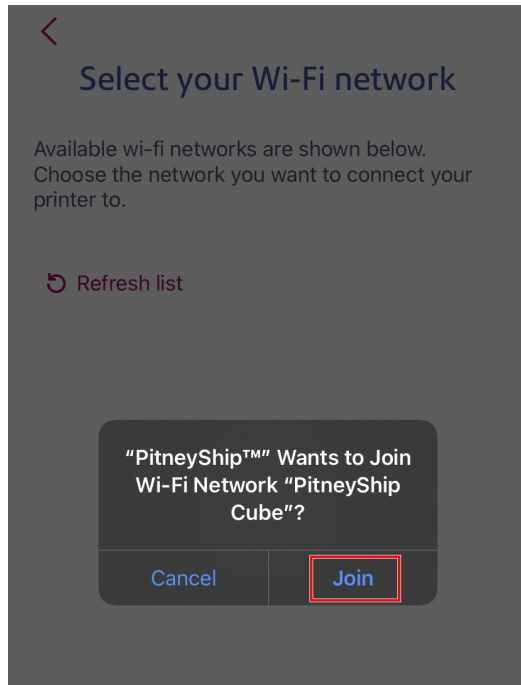 Select your Wi-Fi network
Available wi-fi networks are shown below.
Choose the network you want to connect your
printer to.
Refresh list
“PitneyShip™” Wants to Join
Wi-Fi Network “PitneyShip
Cube”?
Cancel
Join